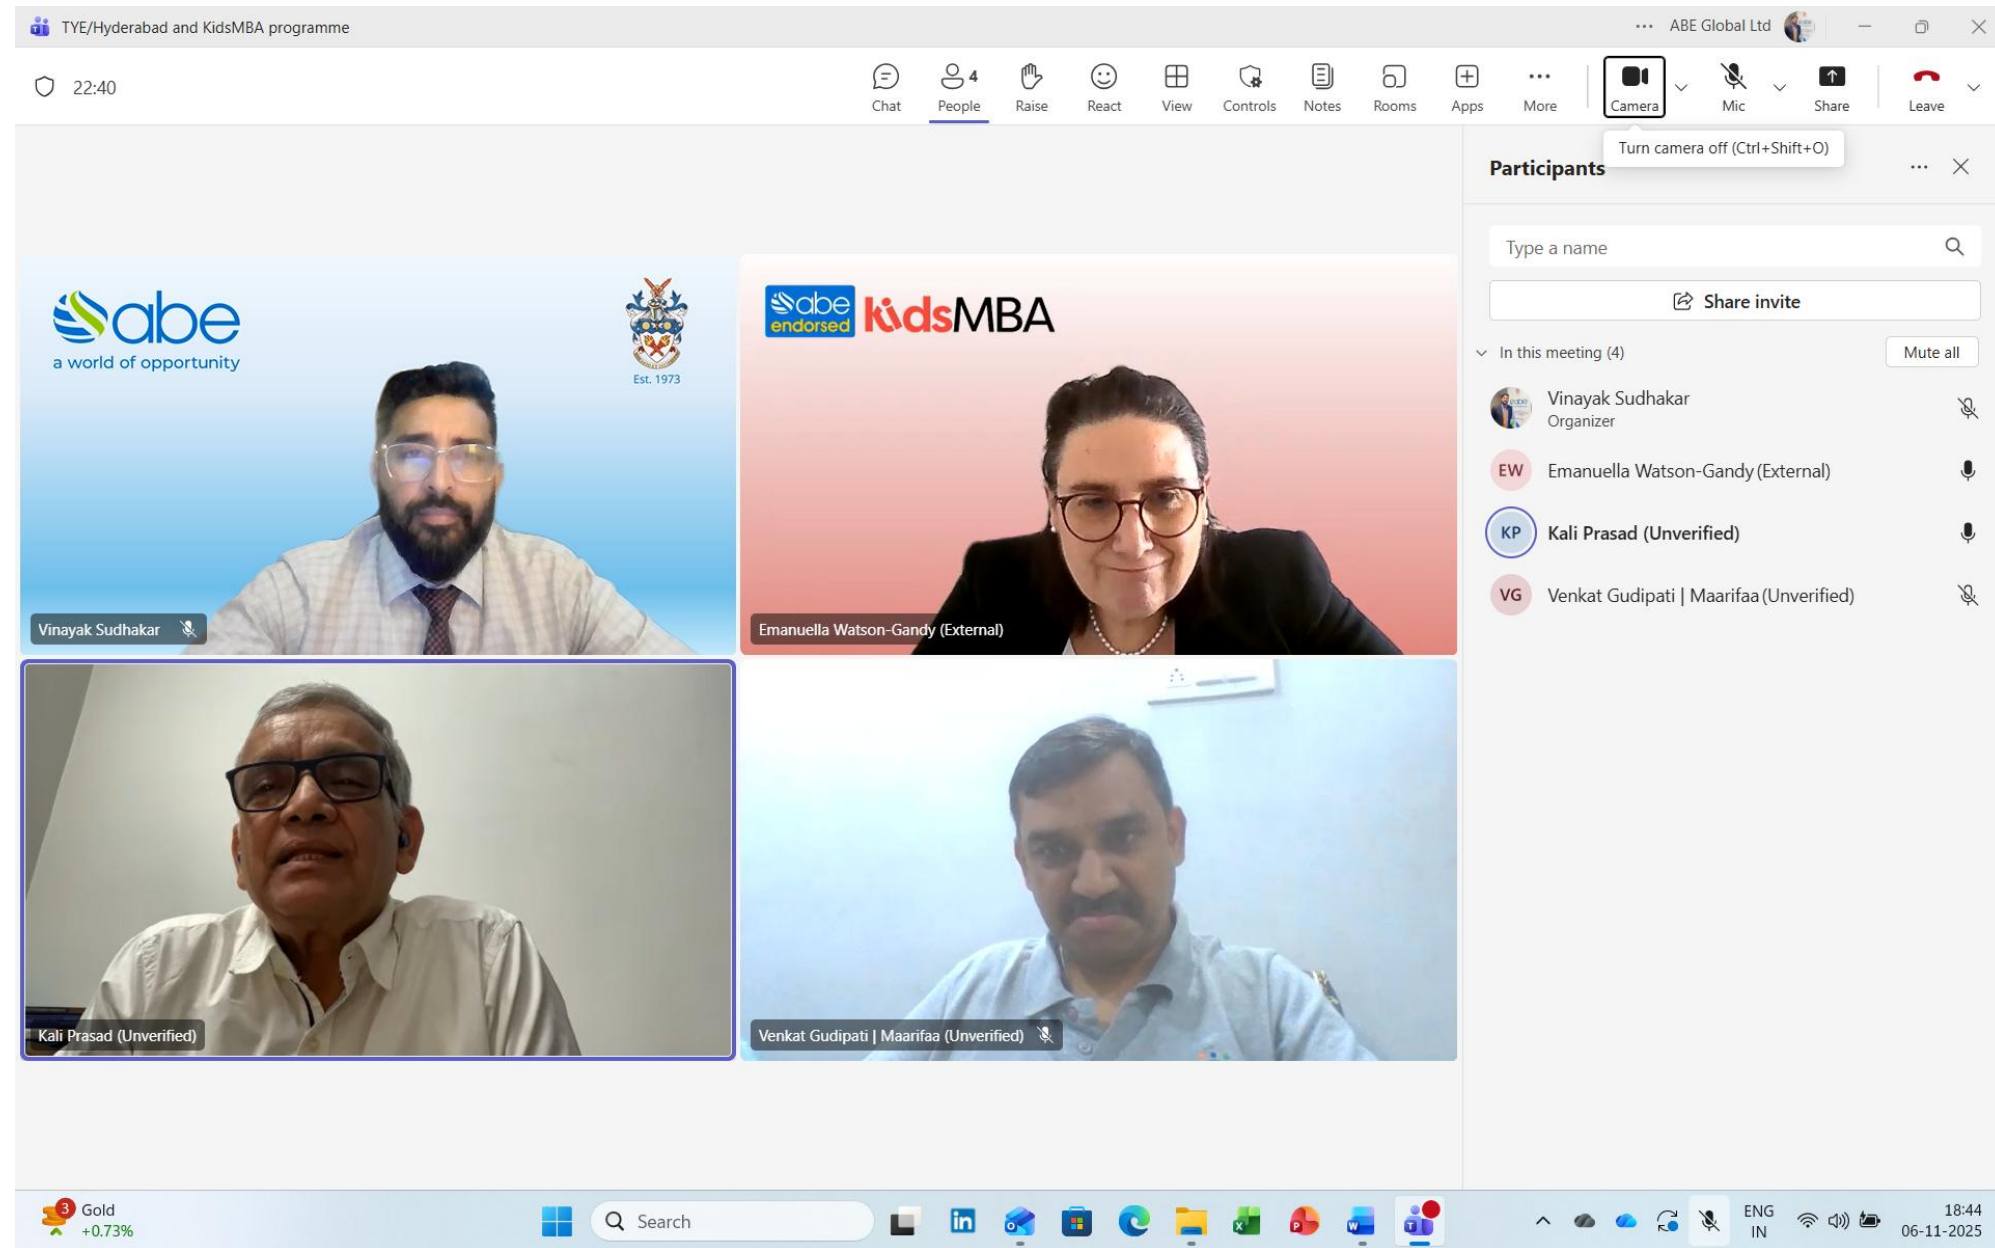 TYE/Hyderabad and KidsMBA programme
ABE Global Ltd
22:40
Chat
4
People
Raise
React
View
Controls
Notes
Rooms
Apps
More
Camera
Mic
Share
Leave
Turn camera off (Ctrl+Shift+O)
Participants
Type a name
Share invite
In this meeting (4)
Mute all
Vinayak Sudhakar
Organizer
EW
Emanuella Watson-Gandy (External)
KP
Kali Prasad (Unverified)
VG
Venkat Gudipati | Maarifaa (Unverified)
abe
a world of opportunity
Est. 1973
Vinayak Sudhakar
abe
endorsed
kidsMBA
Emanuella Watson-Gandy (External)
Kali Prasad (Unverified)
Venkat Gudipati | Maarifaa (Unverified)
3
Gold
+0.73%
Search
ENG
IN
18:44
06-11-2025